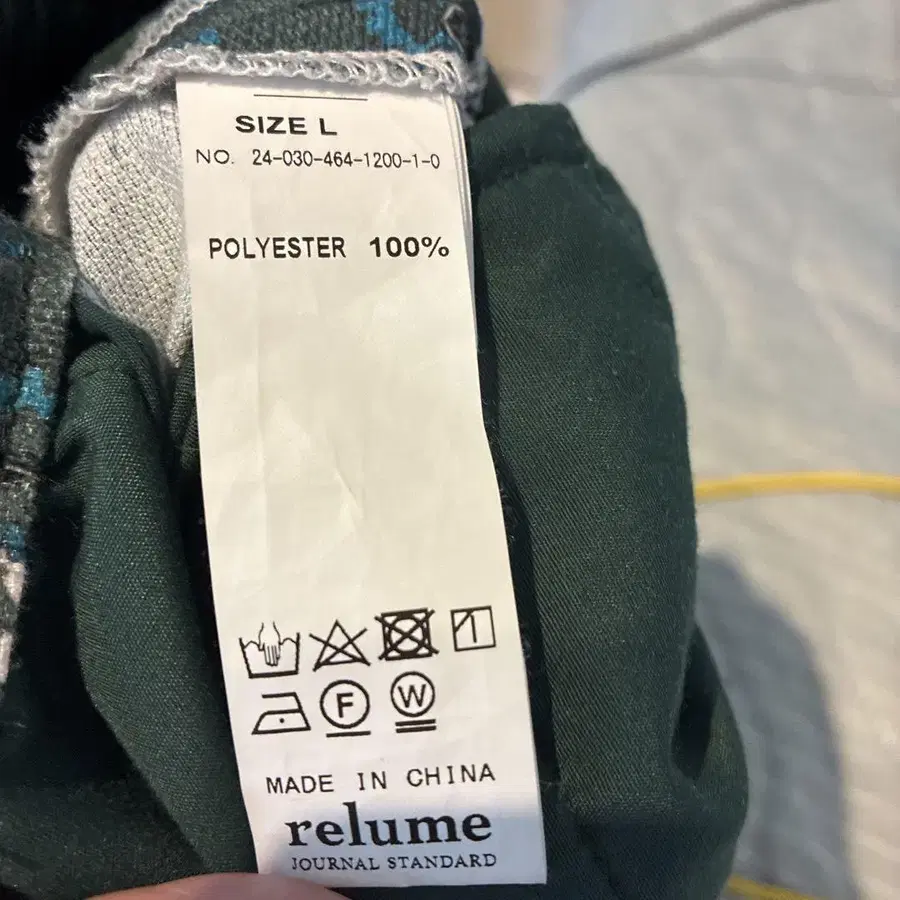 SIZE L
NO. 24-030-464-1200-1-0
POLYESTER 100%
F W
MADE IN CHINA
relume
JOURNAL STANDARD